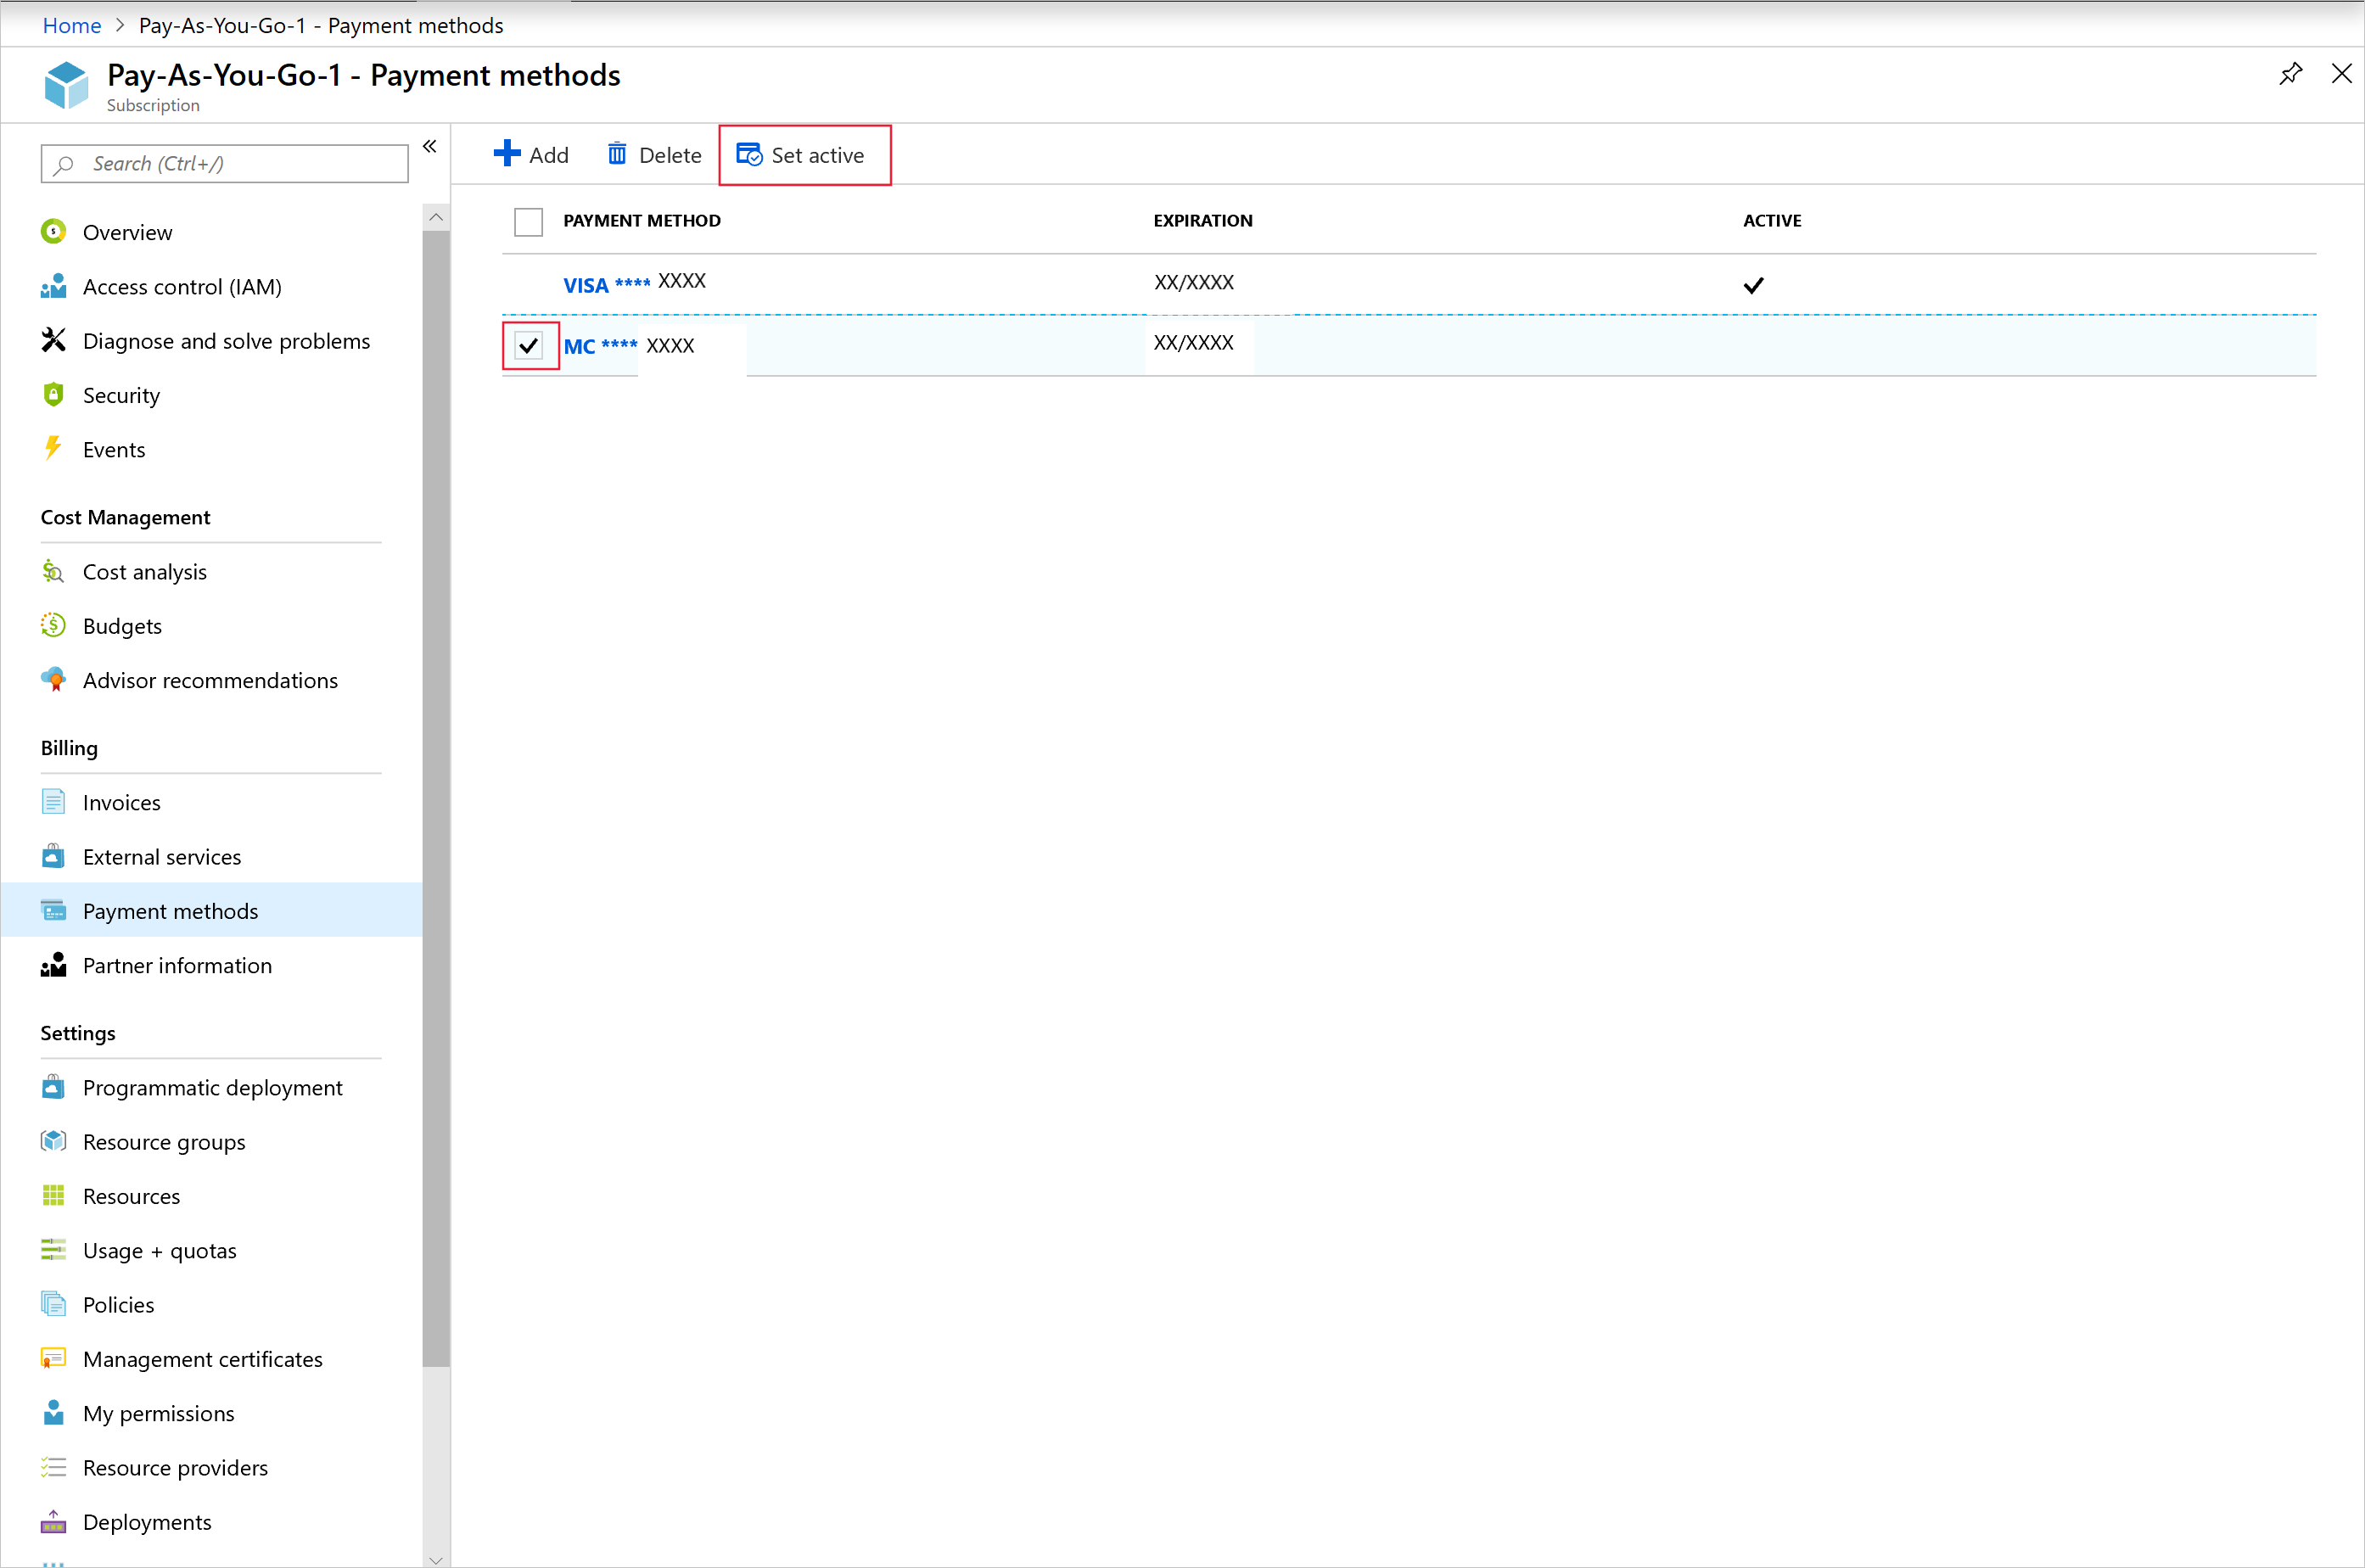 Home > Pay-As-You-Go-1 - Payment methods
Pay-As-You-Go-1 - Payment methods
Subscription
Search (Ctrl+/)
Overview
Access control (IAM)
Diagnose and solve problems
Security
Events
Cost Management
Cost analysis
Budgets
Advisor recommendations
Billing
Invoices
External services
Payment methods
Partner information
Settings
Programmatic deployment
Resource groups
Resources
Usage + quotas
Policies
Management certificates
My permissions
Resource providers
Deployments
Add Delete Set active
PAYMENT METHOD EXPIRATION ACTIVE
VISA **** XXXX XX/XXXX
MC **** XXXX XX/XXXX